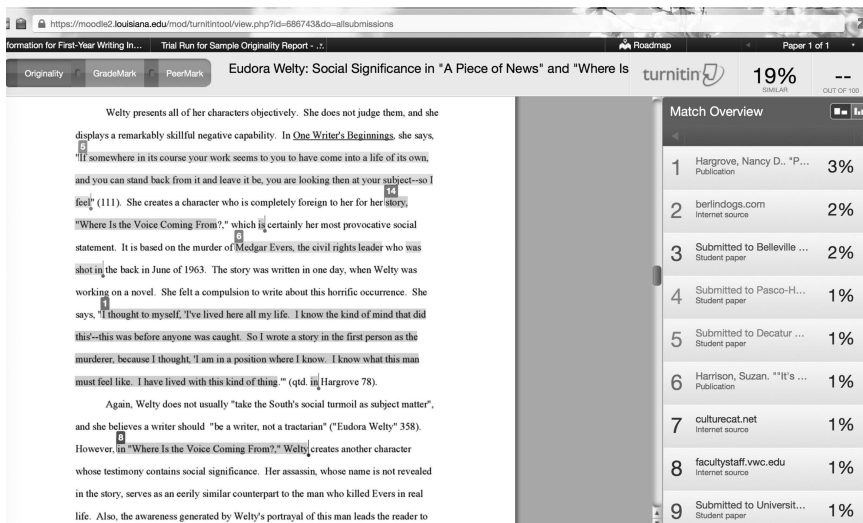 https://moodle2.louisiana.edu/mod/turnitintool/view.php?id=686743&do=allsubmissions
formation for First-Year Writing In...
Trial Run for Sample Originality Report -
Roadmap
Paper 1 of 1
Originality
GradeMark
PeerMark
Eudora Welty: Social Significance in "A Piece of News" and "Where Is
turnitin
19%
SIMILAR
--
OUT OF 100
Welty presents all of her characters objectively. She does not judge them, and she
displays a remarkably skillful negative capability. In One Writer's Beginnings, she says,
5
"If somewhere in its course your work seems to you to have come into a life of its own,
and you can stand back from it and leave it be, you are looking then at your subject--so I
14
feel" (111). She creates a character who is completely foreign to her for her story,
"Where Is the Voice Coming From?," which is certainly her most provocative social
6
statement. It is based on the murder of Medgar Evers, the civil rights leader who was
shot in the back in June of 1963. The story was written in one day, when Welty was
working on a novel. She felt a compulsion to write about this horrific occurrence. She
1
says, "I thought to myself, 'I've lived here all my life. I know the kind of mind that did
this'--this was before anyone was caught. So I wrote a story in the first person as the
murderer, because I thought, 'I am in a position where I know. I know what this man
must feel like. I have lived with this kind of thing.'" (qtd. in Hargrove 78).
Again, Welty does not usually "take the South's social turmoil as subject matter",
and she believes a writer should "be a writer, not a tractarian" ("Eudora Welty" 358).
8
However, in "Where Is the Voice Coming From?," Welty creates another character
whose testimony contains social significance. Her assassin, whose name is not revealed
in the story, serves as an eerily similar counterpart to the man who killed Evers in real
life. Also, the awareness generated by Welty's portrayal of this man leads the reader to
Match Overview
1
Hargrove, Nancy D.. "P...
Publication
3%
2
berlindogs.com
Internet source
2%
3
Submitted to Belleville ...
Student paper
2%
4
Submitted to Pasco-H...
Student paper
1%
5
Submitted to Decatur ...
Student paper
1%
6
Harrison, Suzan. ""It's ...
Publication
1%
7
culturecat.net
Internet source
1%
8
facultystaff.vwc.edu
Internet source
1%
9
Submitted to Universit...
Student paper
1%